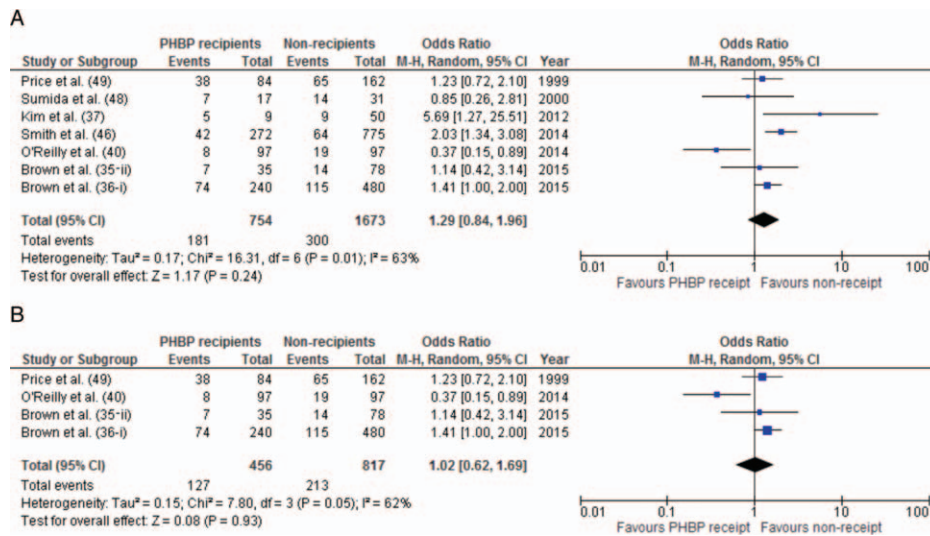 A
PHBP recipients Non-recipients Odds Ratio Odds Ratio
Study or Subgroup Events Total Events Total M-H, Random, 95% CI Year M-H, Random, 95% CI
Price et al. (49) 38 84 65 162 1.23 [0.72, 2.10] 1999
Sumida et al. (48) 7 17 14 31 0.85 [0.26, 2.81] 2000
Kim et al. (37) 5 9 9 50 5.69 [1.27, 25.51] 2012
Smith et al. (46) 42 272 64 775 2.03 [1.34, 3.08] 2014
O'Reilly et al. (40) 8 97 19 97 0.37 [0.15, 0.89] 2014
Brown et al. (35-ii) 7 35 14 78 1.14 [0.42, 3.14] 2015
Brown et al. (36-i) 74 240 115 480 1.41 [1.00, 2.00] 2015
Total (95% CI) 754 1673 1.29 [0.84, 1.96]
Total events 181 300
Heterogeneity: Tau² = 0.17; Chi² = 16.31, df = 6 (P = 0.01); I² = 63%
Test for overall effect: Z = 1.17 (P = 0.24)
0.01 0.1 1 10 100
Favours PHBP receipt Favours non-receipt
B
PHBP recipients Non-recipients Odds Ratio Odds Ratio
Study or Subgroup Events Total Events Total M-H, Random, 95% CI Year M-H, Random, 95% CI
Price et al. (49) 38 84 65 162 1.23 [0.72, 2.10] 1999
O'Reilly et al. (40) 8 97 19 97 0.37 [0.15, 0.89] 2014
Brown et al. (35-ii) 7 35 14 78 1.14 [0.42, 3.14] 2015
Brown et al. (36-i) 74 240 115 480 1.41 [1.00, 2.00] 2015
Total (95% CI) 456 817 1.02 [0.62, 1.69]
Total events 127 213
Heterogeneity: Tau² = 0.15; Chi² = 7.80, df = 3 (P = 0.05); I² = 62%
Test for overall effect: Z = 0.08 (P = 0.93)
0.01 0.1 1 10 100
Favours PHBP receipt Favours non-receipt